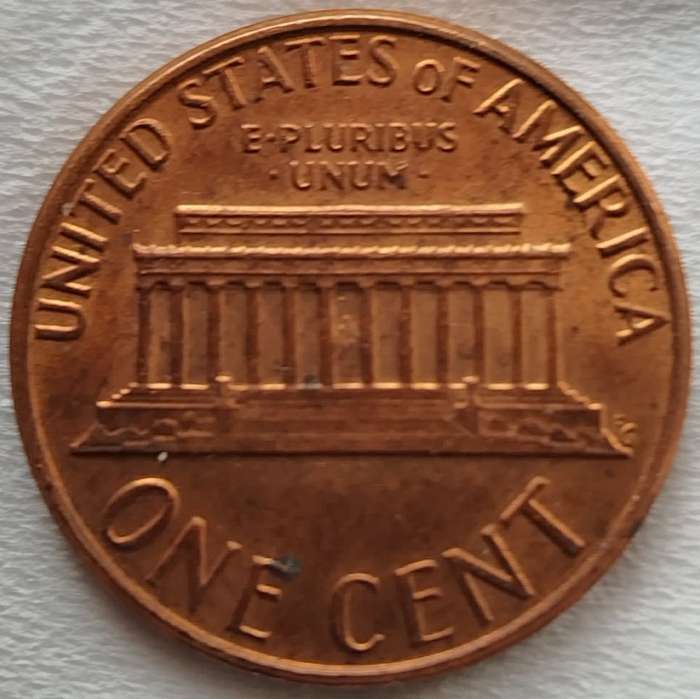 UNITED STATES OF AMERICA
E·PLURIBUS
·UNUM·
ONE CENT